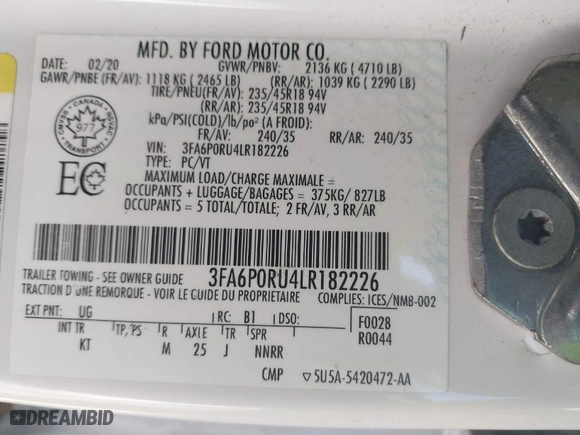 MFD. BY FORD MOTOR CO.
DATE: 02/20 GVWR/PNBV: 2136 KG ( 4710 LB)
GAWR/PNBE (FR/AV): 1118 KG ( 2465 LB) (RR/AR): 1039 KG ( 2290 LB)
TIRE/PNEU(FR/AV): 235/45R18 94V
(RR/AR): 235/45R18 94V
kPa/PSI(COLD)/lb/po² (A FROID):
FR/AV: 240/35 RR/AR: 240/35
VIN: 3FA6P0RU4LR182226
TYPE: PC/VT
MAXIMUM LOAD/CHARGE MAXIMALE =
OCCUPANTS + LUGGAGE/BAGAGES = 375KG/ 827LB
OCCUPANTS = 5 TOTAL/TOTALE; 2 FR/AV, 3 RR/AR
CANADA
977
TRANSPORT
EC
3FA6P0RU4LR182226
TRAILER TOWING - SEE OWNER GUIDE
TRACTION D'UNE REMORQUE - VOIR LE GUIDE DU PROPRIETAIRE
COMPLIES: ICES/NMB-002
EXT PNT: UG RC: B1 DSO: F0028
INT TR TP/PS R AXLE TR SPR R0044
KT M 25 J NNRR
CMP ▽5U5A-5420472-AA
DREAMBID